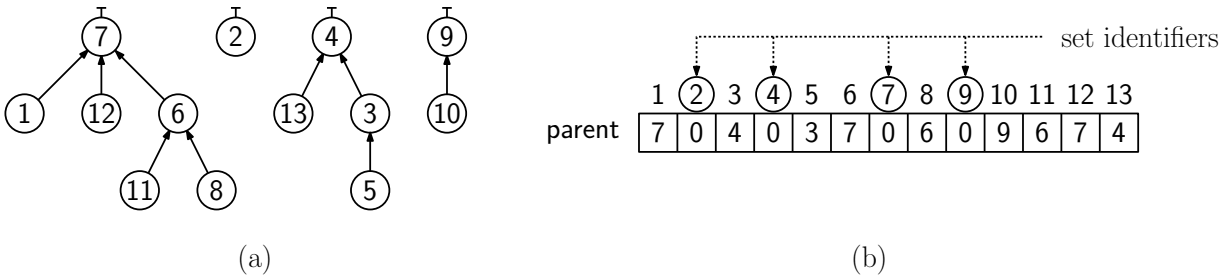 7 2 4 9
1 12 6 13 3 10
11 8 5
(a)
set identifiers
1 2 3 4 5 6 7 8 9 10 11 12 13
parent 7 0 4 0 3 7 0 6 0 9 6 7 4
(b)